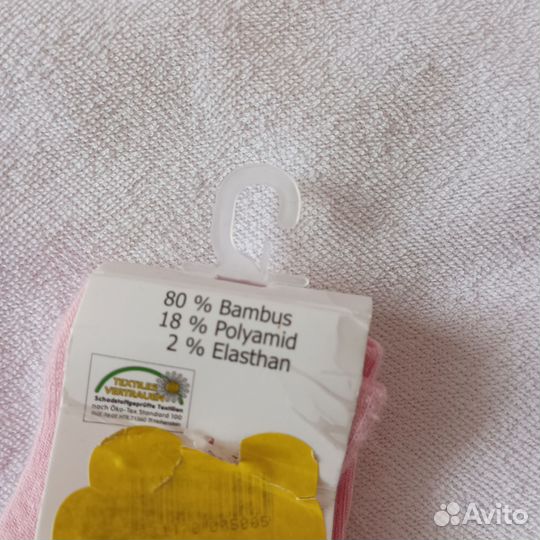 80 % Bambus
18 % Polyamid
2 % Elasthan
TEXTILES
VERTRAUEN
Schadstoffgeprüfte Textilien
nach Öko-Tex Standard 100
Avito